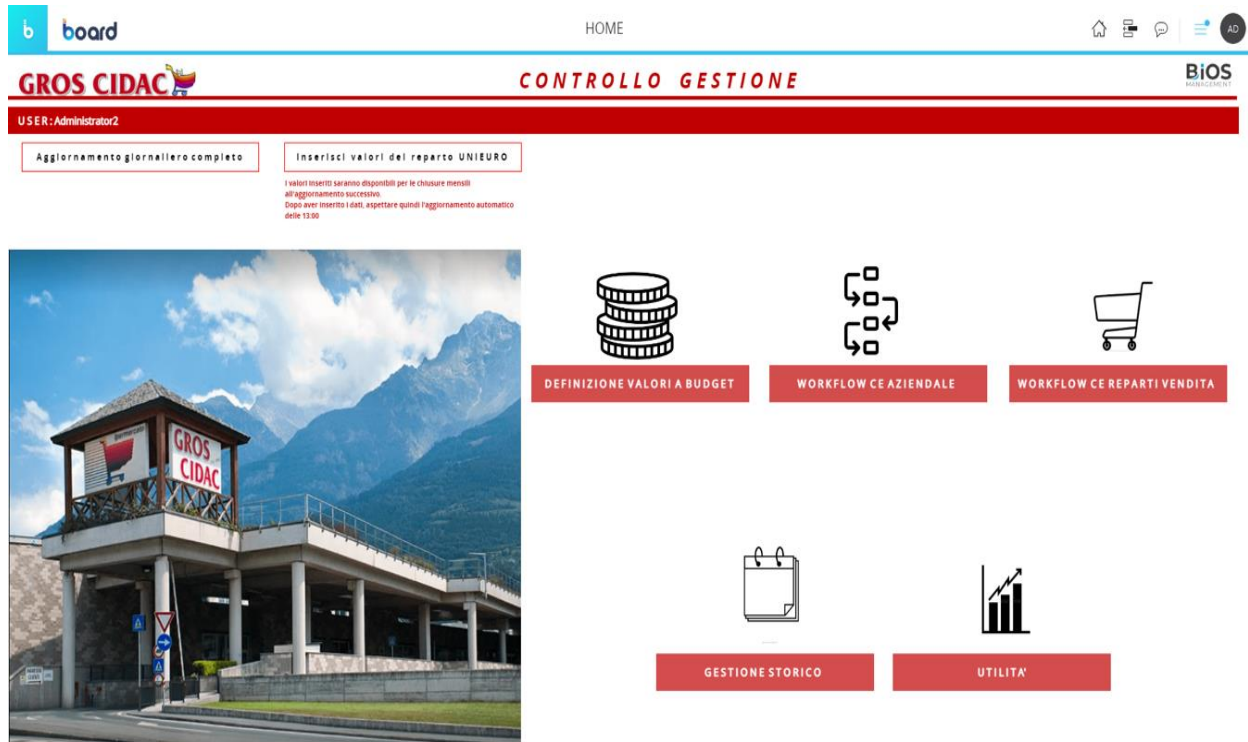 b board
HOME
AD
GROS CIDAC
CONTROLLO GESTIONE
BiOS
MANAGEMENT
USER: Administrator2
Aggiornamento giornaliero completo
Inserisci valori del reparto UNIEURO
I valori inseriti saranno disponibili per le chiusure mensili
all'aggiornamento successivo.
Dopo aver inserito i dati, aspettare quindi l'aggiornamento automatico
delle 13:00
Ipermercato
GROS
CIDAC
DEFINIZIONE VALORI A BUDGET
WORKFLOW CE AZIENDALE
WORKFLOW CE REPARTI VENDITA
GESTIONE STORICO
UTILITA'